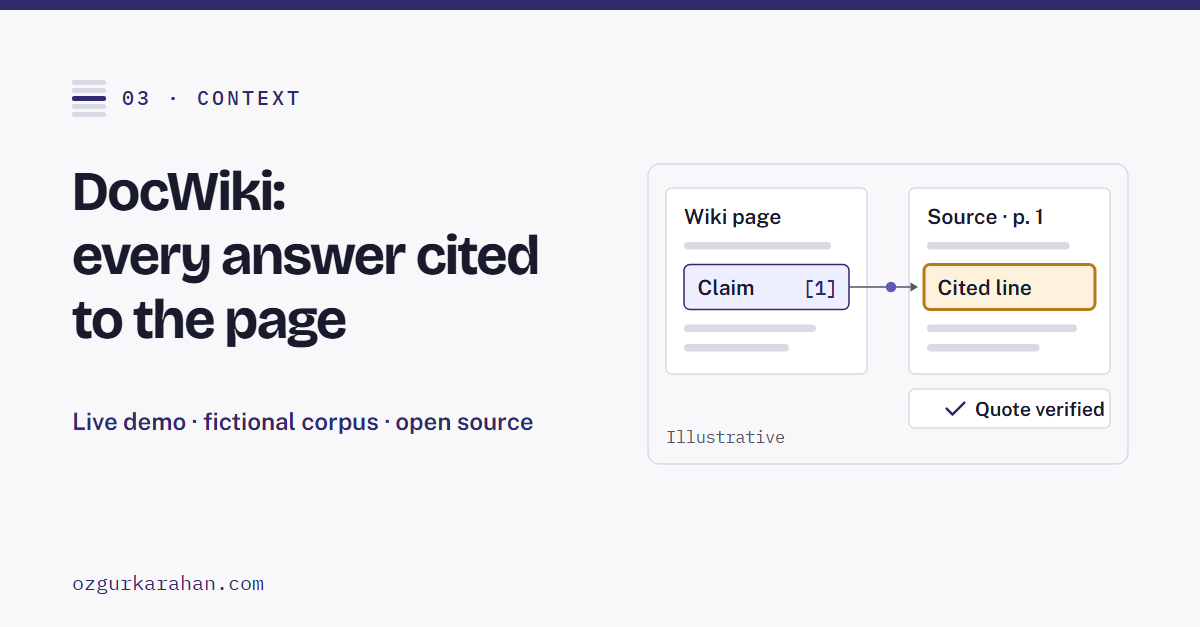 03 · CONTEXT
DocWiki:
every answer cited
to the page
Live demo · fictional corpus · open source
Wiki page
Claim [1]
Source · p. 1
Cited line
Quote verified
Illustrative
ozgurkarahan.com